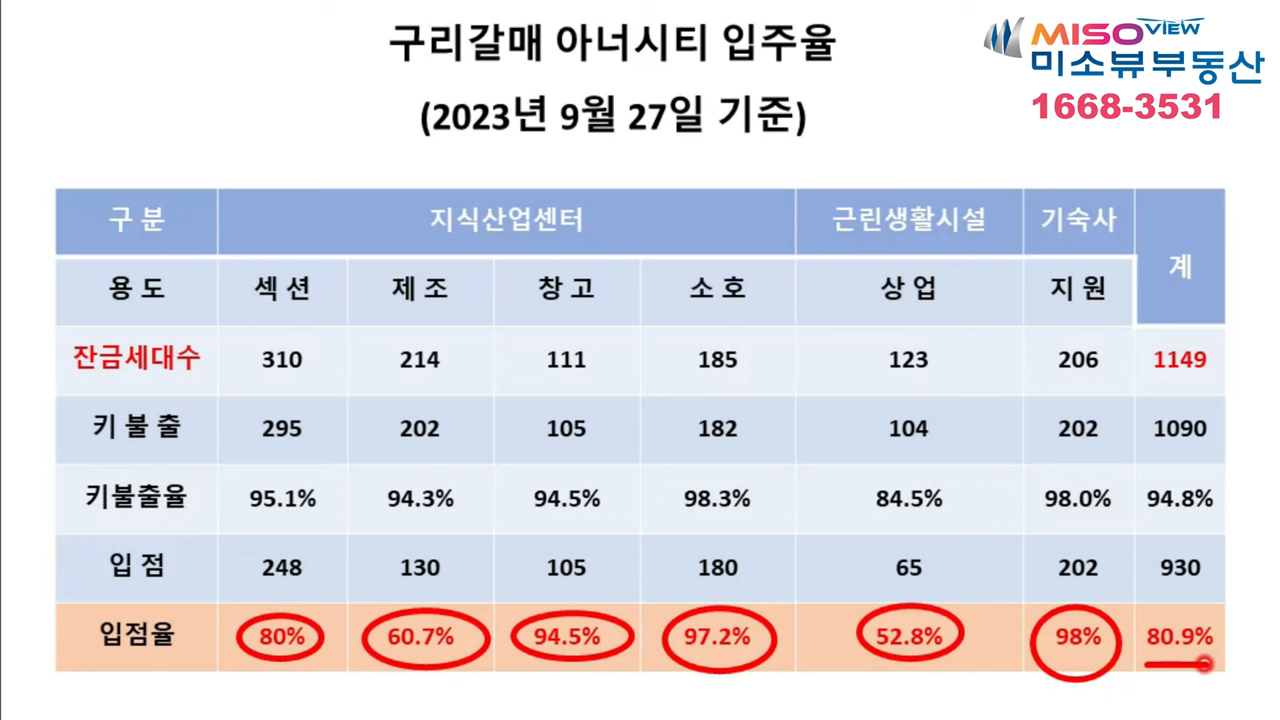 구리갈매 아너시티 입주율
(2023년 9월 27일 기준)
MISO VIEW
미소뷰부동산
1668-3531
구 분 지식산업센터 근린생활시설 기숙사 계
용 도 섹 션 제 조 창 고 소 호 상 업 지 원
잔금세대수 310 214 111 185 123 206 1149
키 불 출 295 202 105 182 104 202 1090
키불출율 95.1% 94.3% 94.5% 98.3% 84.5% 98.0% 94.8%
입 점 248 130 105 180 65 202 930
입점율 80% 60.7% 94.5% 97.2% 52.8% 98% 80.9%